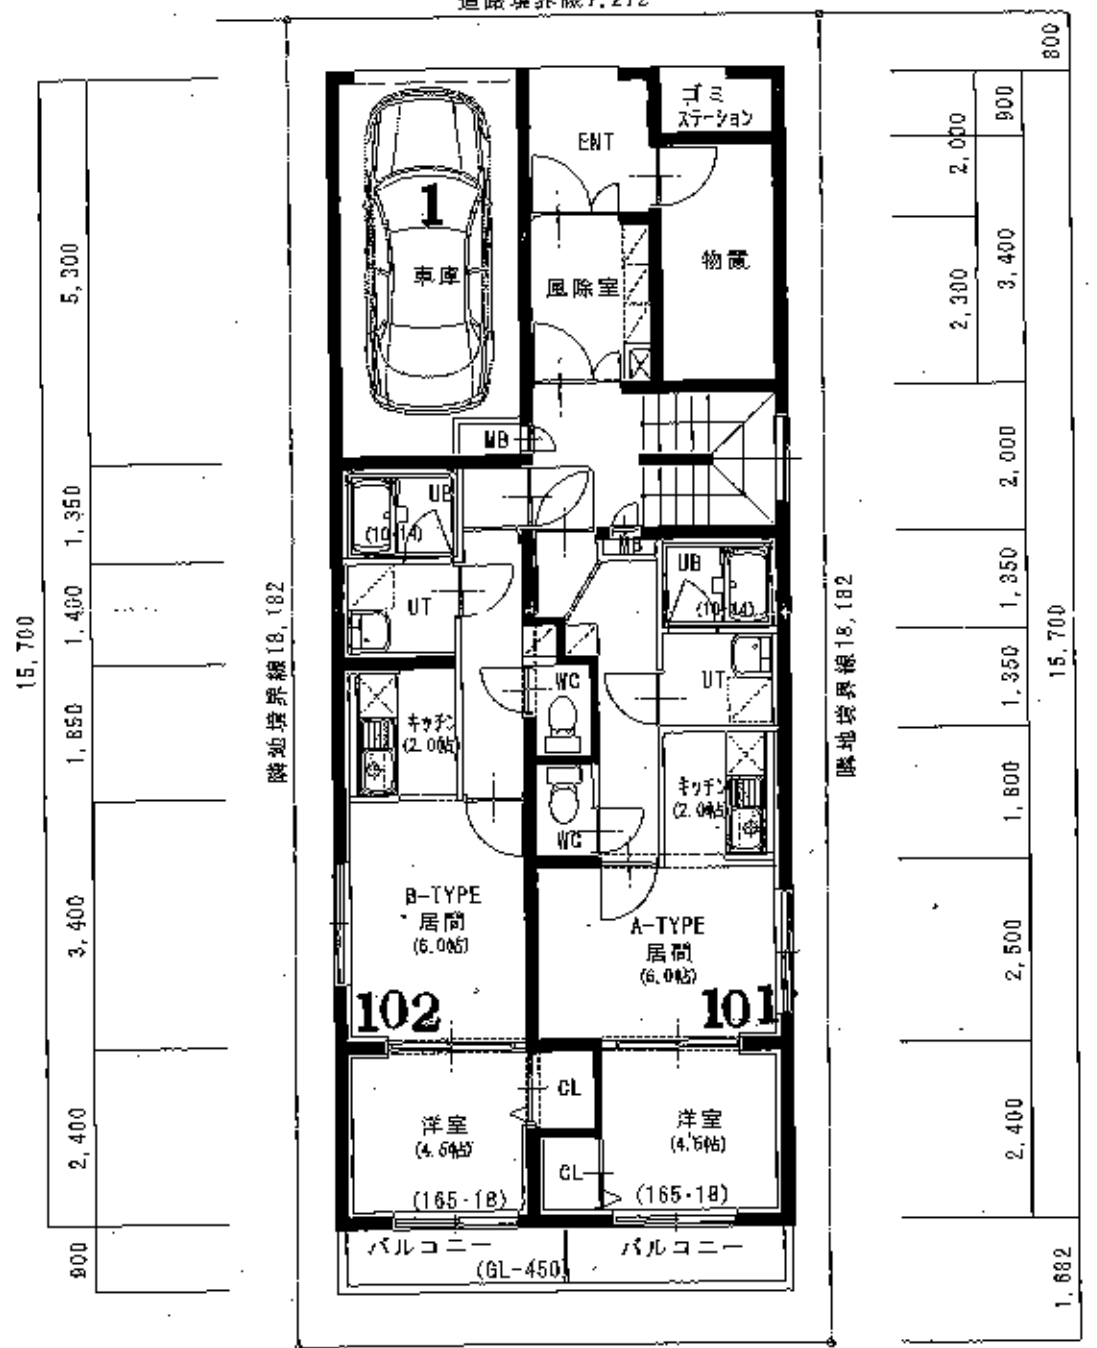 道路境界線7,272
800
ゴミ
ステーション
900
2,000
ENT
1
車庫
5,300
物置
3,400
風除室
2,300
MB
2,000
UB
(10-14)
1,350
MB
UB
(10-14)
1,350
UT
1,400
隣地境界線18,182
隣地境界線18,182
15,700
15,700
WC
UT
1,350
キッチン
(2.0帖)
1,850
キッチン
(2.0帖)
1,800
WC
B-TYPE
居間
(6.0帖)
3,400
A-TYPE
居間
(6.0帖)
2,500
102
101
CL
洋室
(4.5帖)
洋室
(4.5帖)
2,400
2,400
CL
(165-18)
(165-18)
バルコニー
バルコニー
900
(GL-450)
1,682